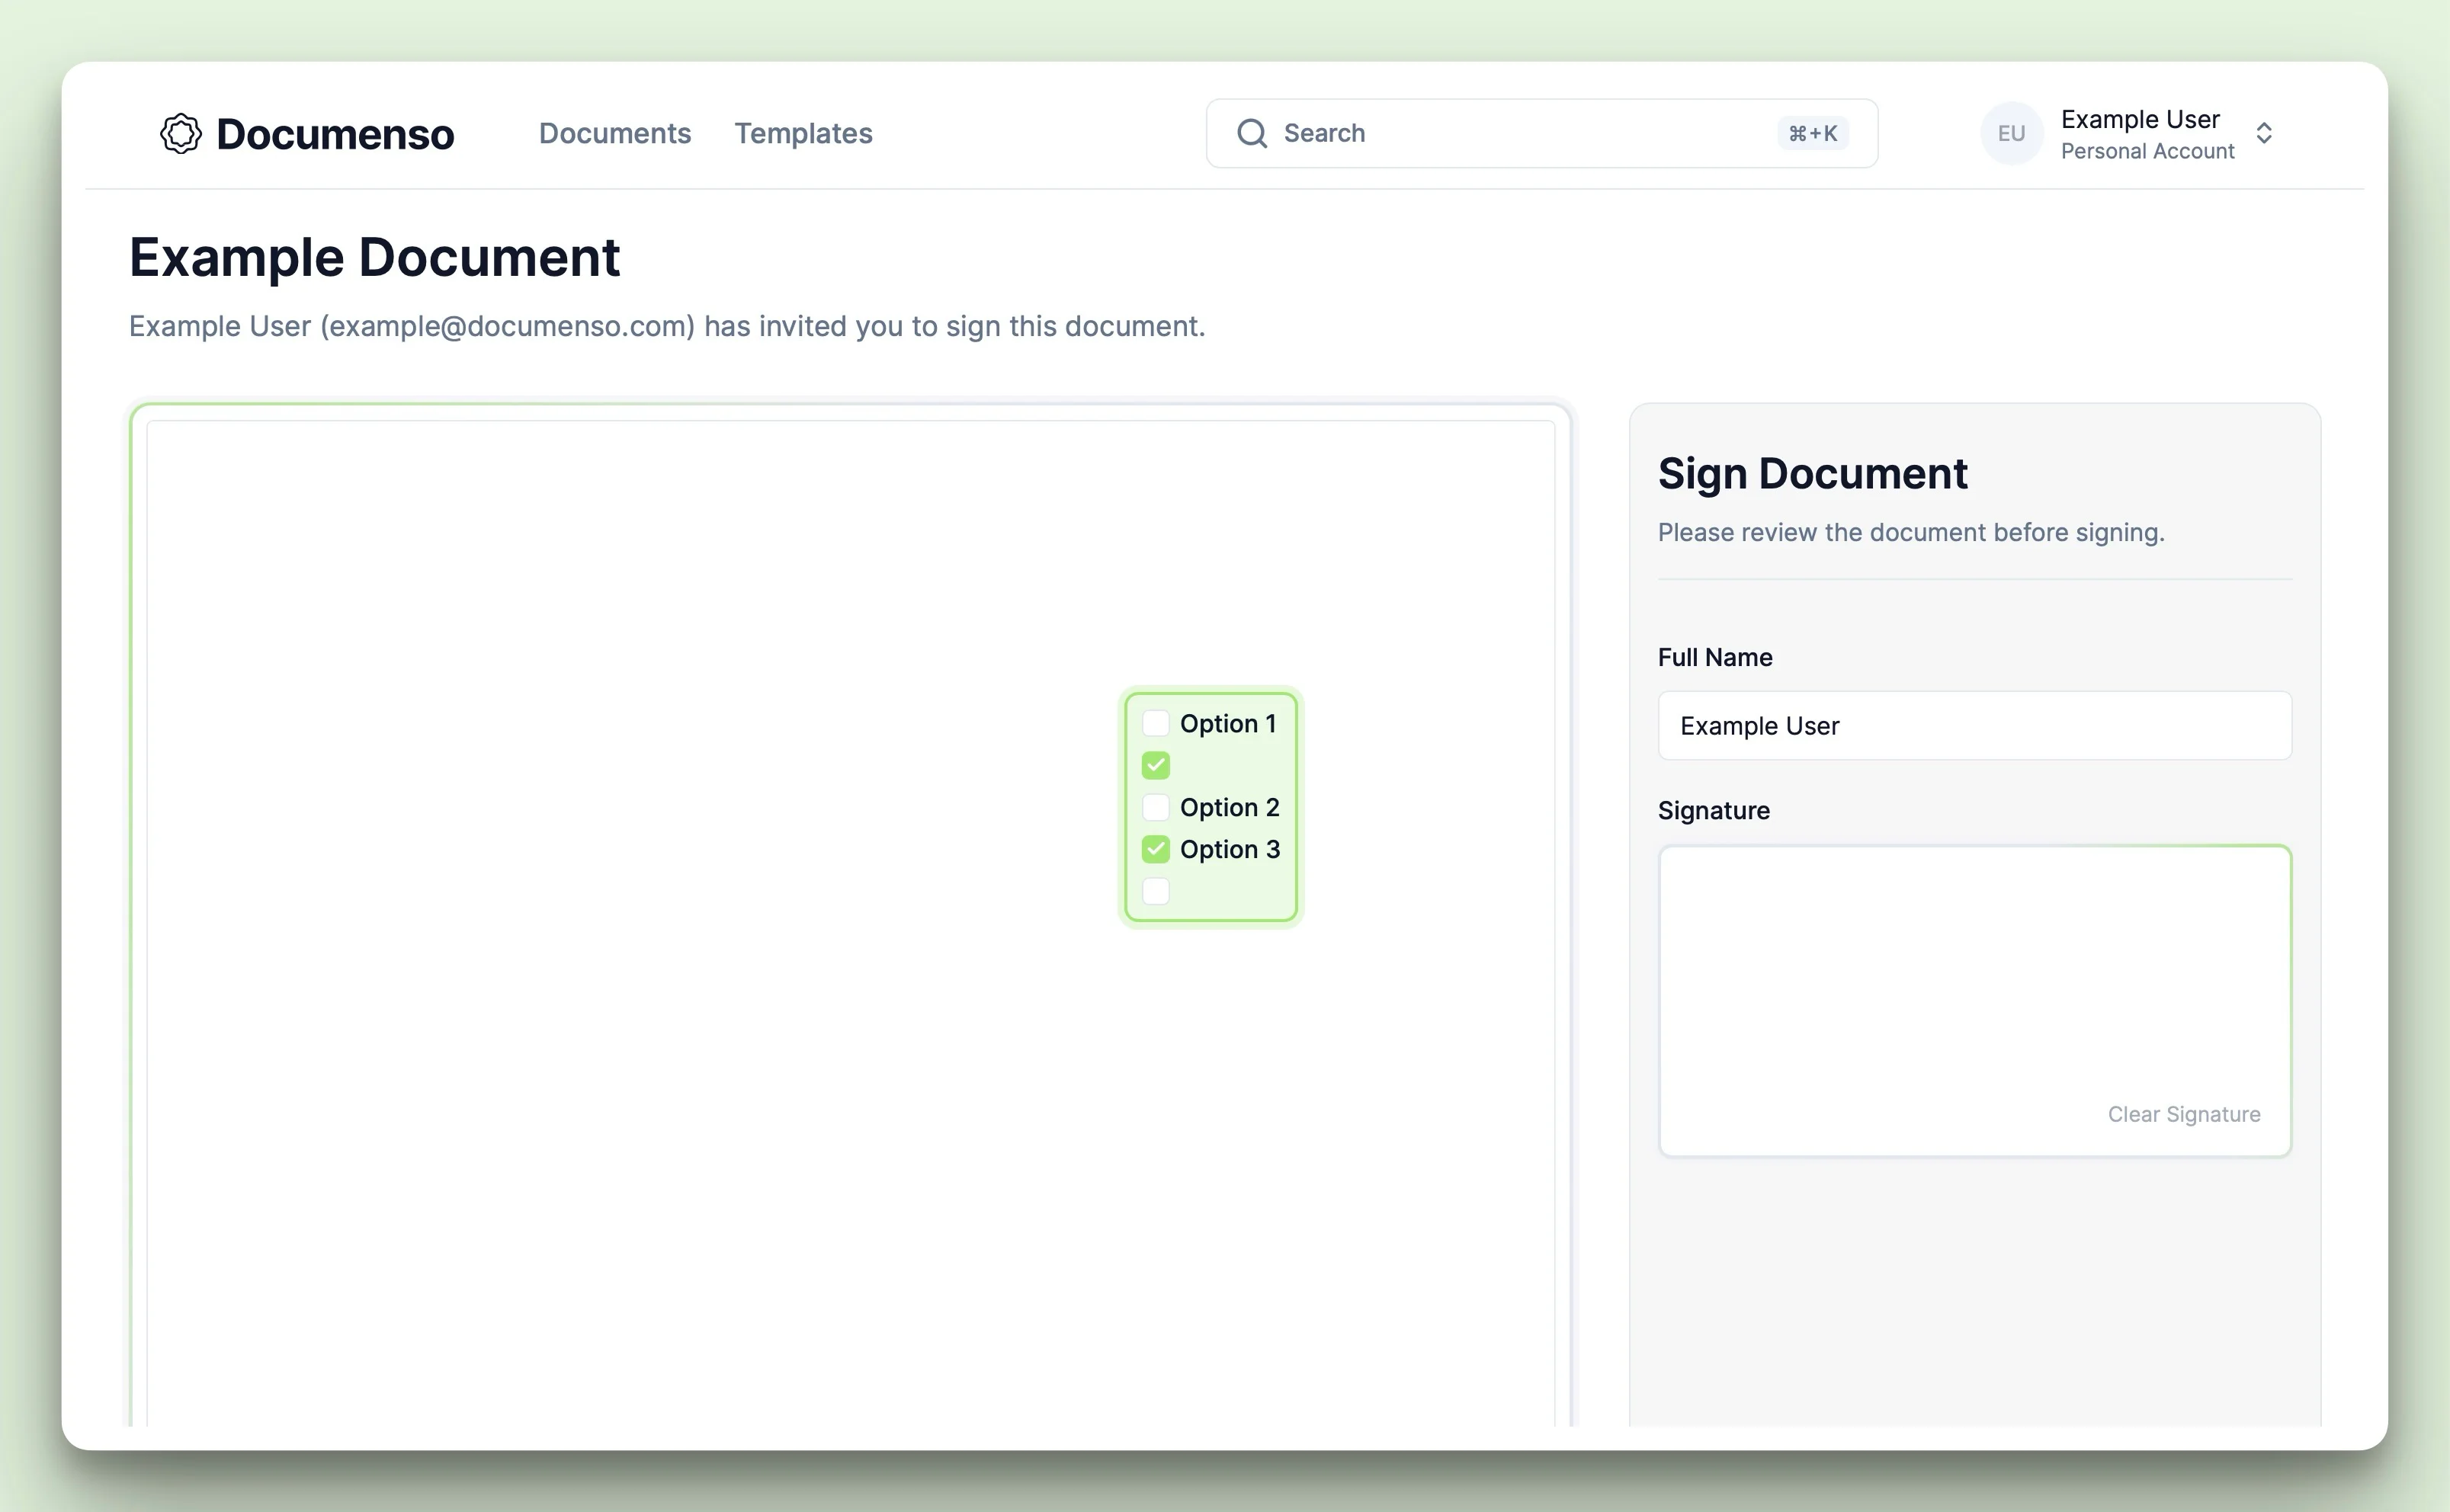 Documenso
Documents
Templates
Search
⌘+K
EU
Example User
Personal Account
Example Document
Example User (example@documenso.com) has invited you to sign this document.
Option 1
Option 2
Option 3
Sign Document
Please review the document before signing.
Full Name
Example User
Signature
Clear Signature